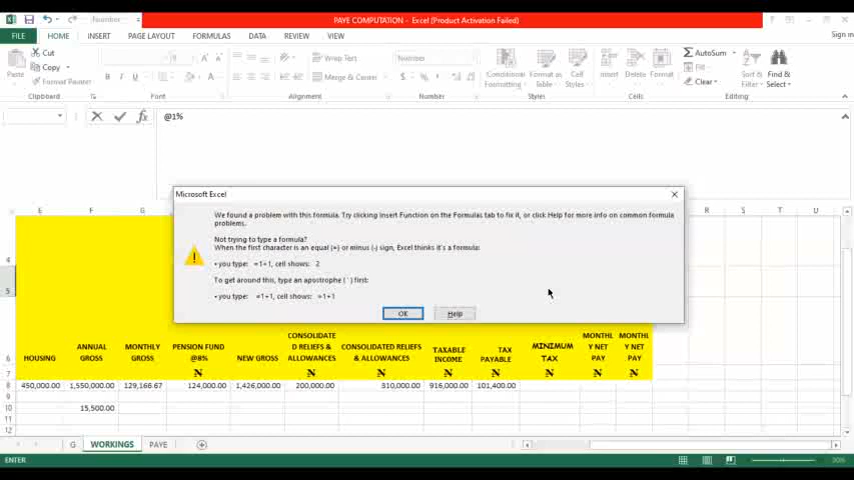 PAYE COMPUTATION - Excel (Product Activation Failed)
FILE HOME INSERT PAGE LAYOUT FORMULAS DATA REVIEW VIEW Sign in
Cut
Copy
Format Painter
Paste
Wrap Text
Merge & Center
Number
Conditional Formatting
Format as Table
Cell Styles
Insert Delete Format
AutoSum
Fill
Clear
Sort & Filter
Find & Select
Clipboard Font Alignment Number Styles Cells Editing
@1%
Microsoft Excel
We found a problem with this formula. Try clicking Insert Function on the Formulas tab to fix it, or click Help for more info on common formula
problems.
Not trying to type a formula?
When the first character is an equal (=) or minus (-) sign, Excel thinks it's a formula:
• you type: =1+1, cell shows: 2
To get around this, type an apostrophe ( ' ) first:
• you type: '=1+1, cell shows: =1+1
OK Help
E F G R S T U
4
5
6 HOUSING ANNUAL GROSS MONTHLY GROSS PENSION FUND @8% NEW GROSS CONSOLIDATE D RELIEFS & ALLOWANCES CONSOLIDATED RELIEFS & ALLOWANCES TAXABLE INCOME TAX PAYABLE MINIMUM TAX MONTHL Y NET PAY MONTHL Y NET PAY
7 N N N N N N N N N
8 450,000.00 1,550,000.00 129,166.67 124,000.00 1,426,000.00 200,000.00 310,000.00 916,000.00 101,400.00
9
10 15,500.00
11
12
G WORKINGS PAYE
ENTER